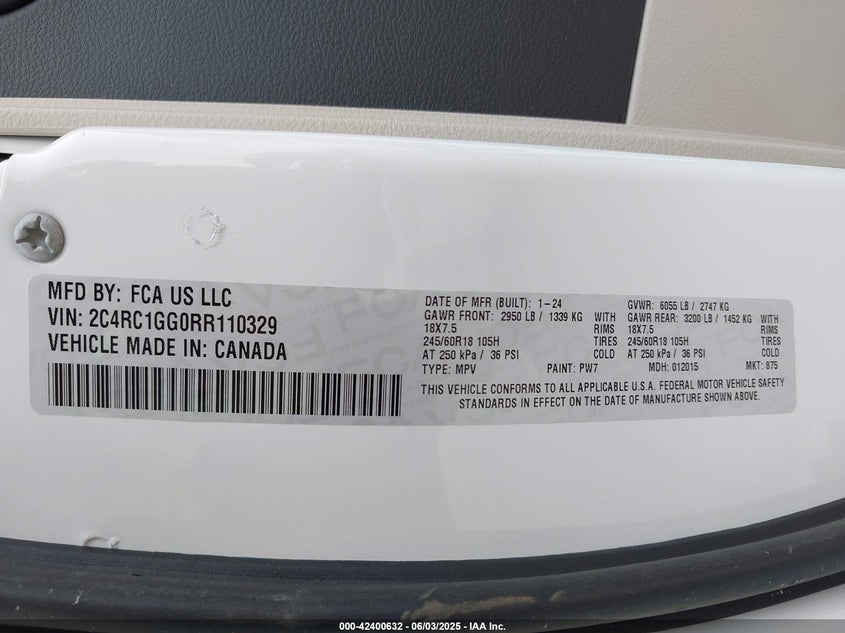 MFD BY: FCA US LLC
VIN: 2C4RC1GG0RR110329
VEHICLE MADE IN: CANADA
DATE OF MFR (BUILT): 1-24 GVWR: 6055 LB / 2747 KG
GAWR FRONT: 2950 LB / 1339 KG WITH GAWR REAR: 3200 LB / 1452 KG WITH
18X7.5 RIMS 18X7.5 RIMS
245/60R18 105H TIRES 245/60R18 105H TIRES
AT 250 kPa / 36 PSI COLD AT 250 kPa / 36 PSI COLD
TYPE: MPV PAINT: PW7 MDH: 012015 MKT: 875
THIS VEHICLE CONFORMS TO ALL APPLICABLE U.S.A. FEDERAL MOTOR VEHICLE SAFETY
STANDARDS IN EFFECT ON THE DATE OF MANUFACTURE SHOWN ABOVE.
000-42400632 - 06/03/2025 - IAA Inc.